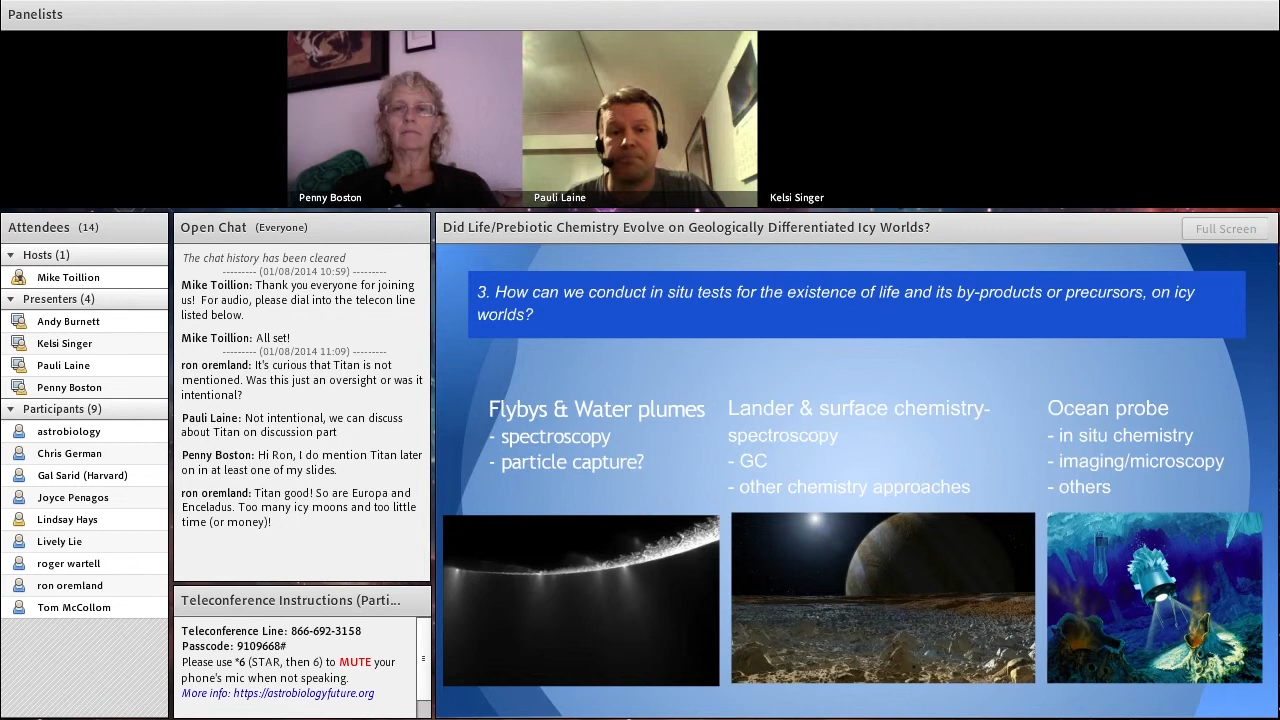 Panelists
Penny Boston
Pauli Laine
Kelsi Singer
Attendees (14)
Hosts (1)
Mike Toillion
Presenters (4)
Andy Burnett
Kelsi Singer
Pauli Laine
Penny Boston
Participants (9)
astrobiology
Chris German
Gal Sarid (Harvard)
Joyce Penagos
Lindsay Hays
Lively Lie
roger wartell
ron oremland
Tom McCollom
Open Chat (Everyone)
The chat history has been cleared
--------- (01/08/2014 10:59) ---------
Mike Toillion: Thank you everyone for joining
us! For audio, please dial into the telecon line
listed below.
Mike Toillion: All set!
--------- (01/08/2014 11:09) ---------
ron oremland: It's curious that Titan is not
mentioned. Was this just an oversight or was it
intentional?
Pauli Laine: Not intentional, we can discuss
about Titan on discussion part
Penny Boston: Hi Ron, I do mention Titan later
on in at least one of my slides.
ron oremland: Titan good! So are Europa and
Enceladus. Too many icy moons and too little
time (or money)!
Teleconference Instructions (Parti...
Teleconference Line: 866-692-3158
Passcode: 9109668#
Please use *6 (STAR, then 6) to MUTE your
phone's mic when not speaking.
More info: https://astrobiologyfuture.org
Did Life/Prebiotic Chemistry Evolve on Geologically Differentiated Icy Worlds?
Full Screen
3. How can we conduct in situ tests for the existence of life and its by-products or precursors, on icy
worlds?
Flybys & Water plumes
- spectroscopy
- particle capture?
Lander & surface chemistry-
spectroscopy
- GC
- other chemistry approaches
Ocean probe
- in situ chemistry
- imaging/microscopy
- others